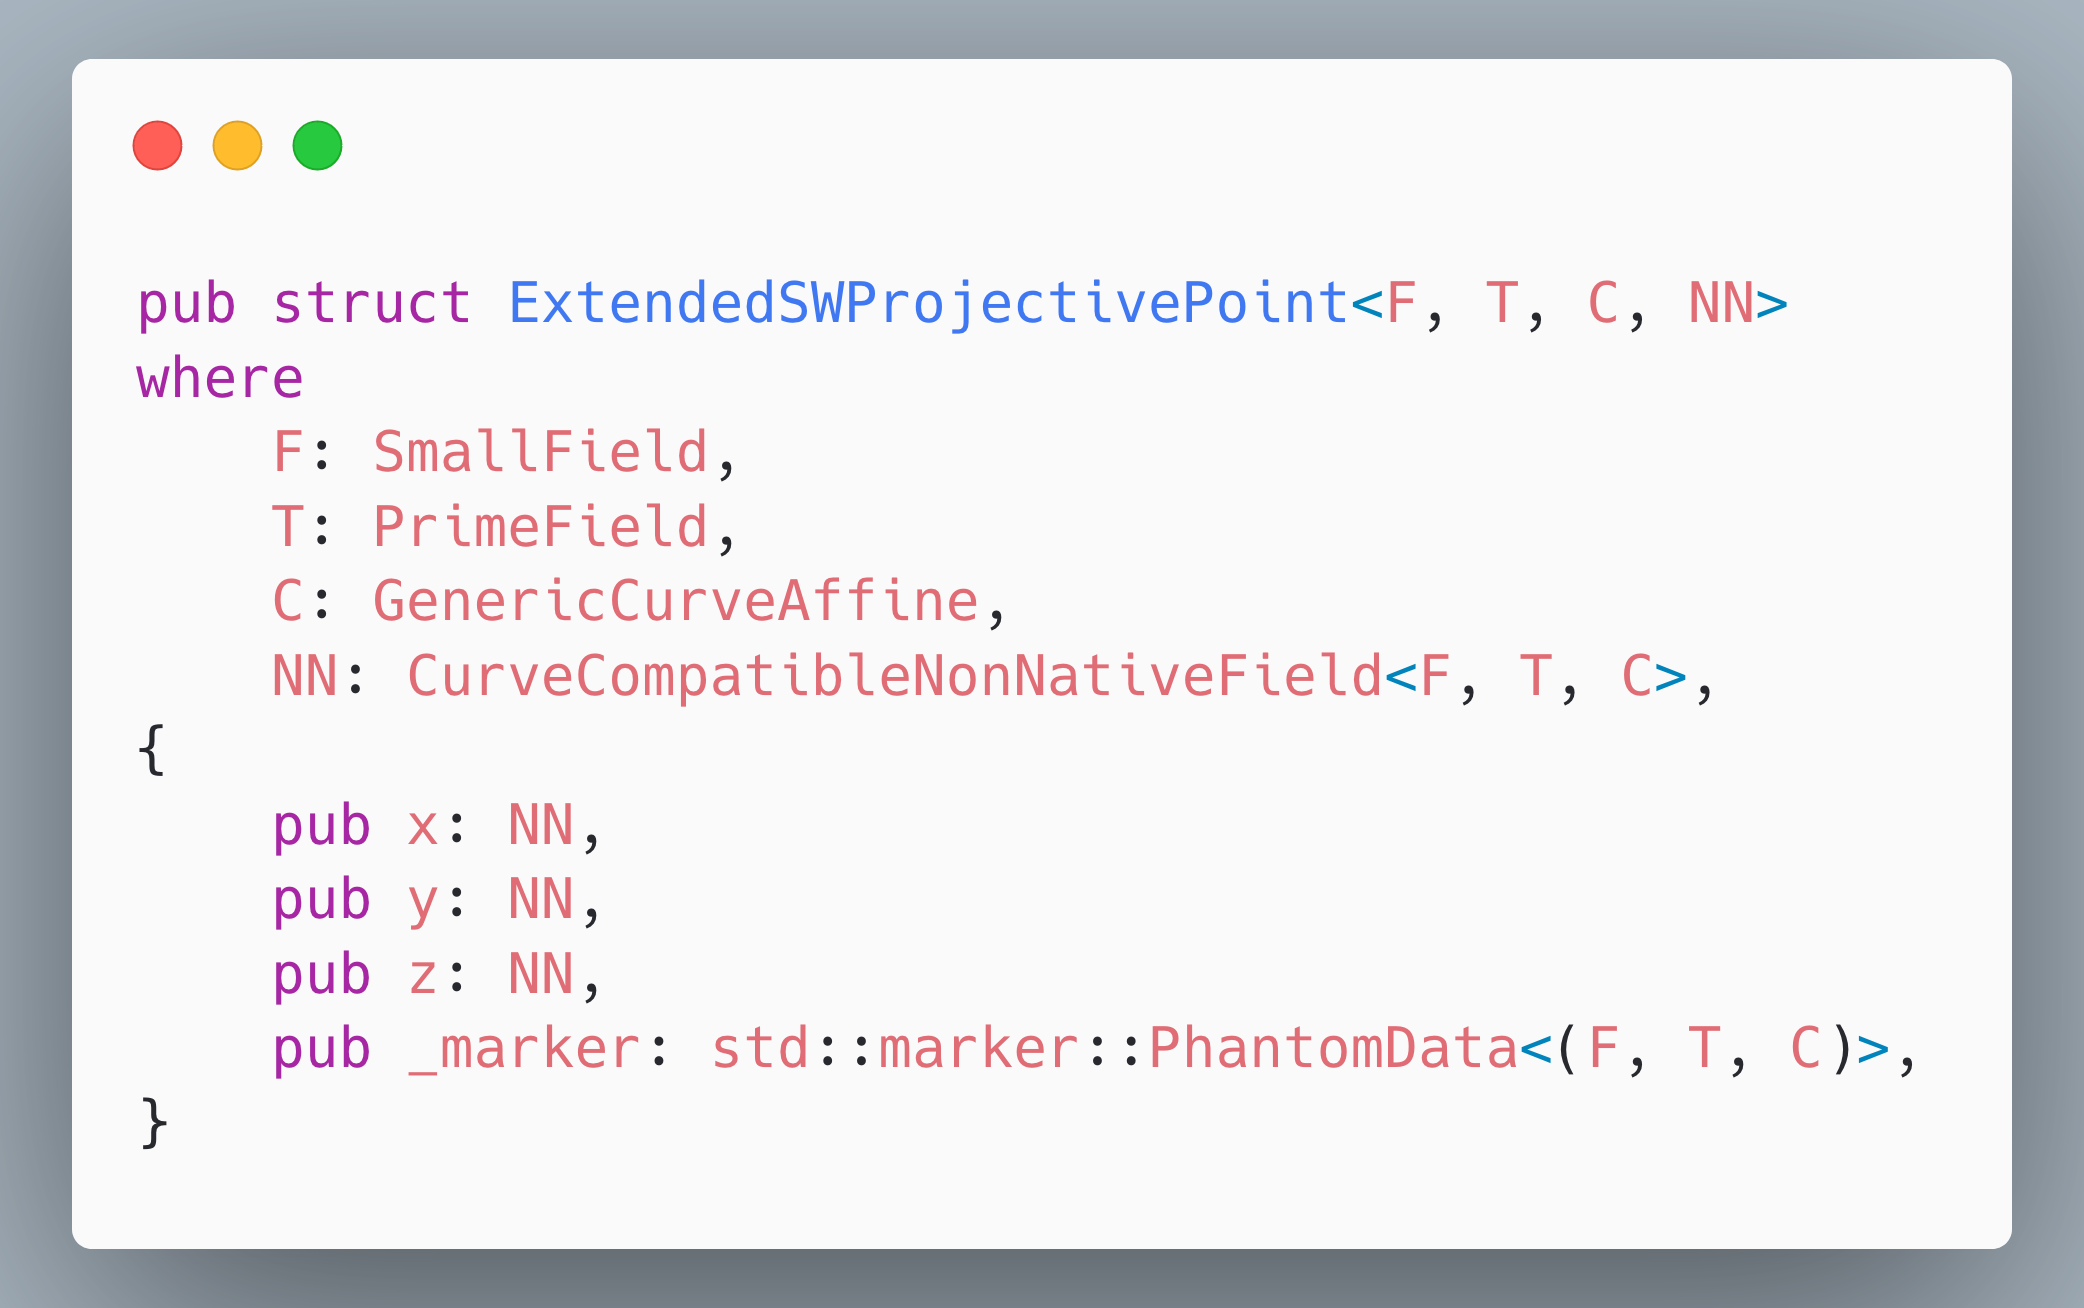 pub struct ExtendedSWProjectivePoint<F, T, C, NN>
where
    F: SmallField,
    T: PrimeField,
    C: GenericCurveAffine,
    NN: CurveCompatibleNonNativeField<F, T, C>,
{
    pub x: NN,
    pub y: NN,
    pub z: NN,
    pub _marker: std::marker::PhantomData<(F, T, C)>,
}